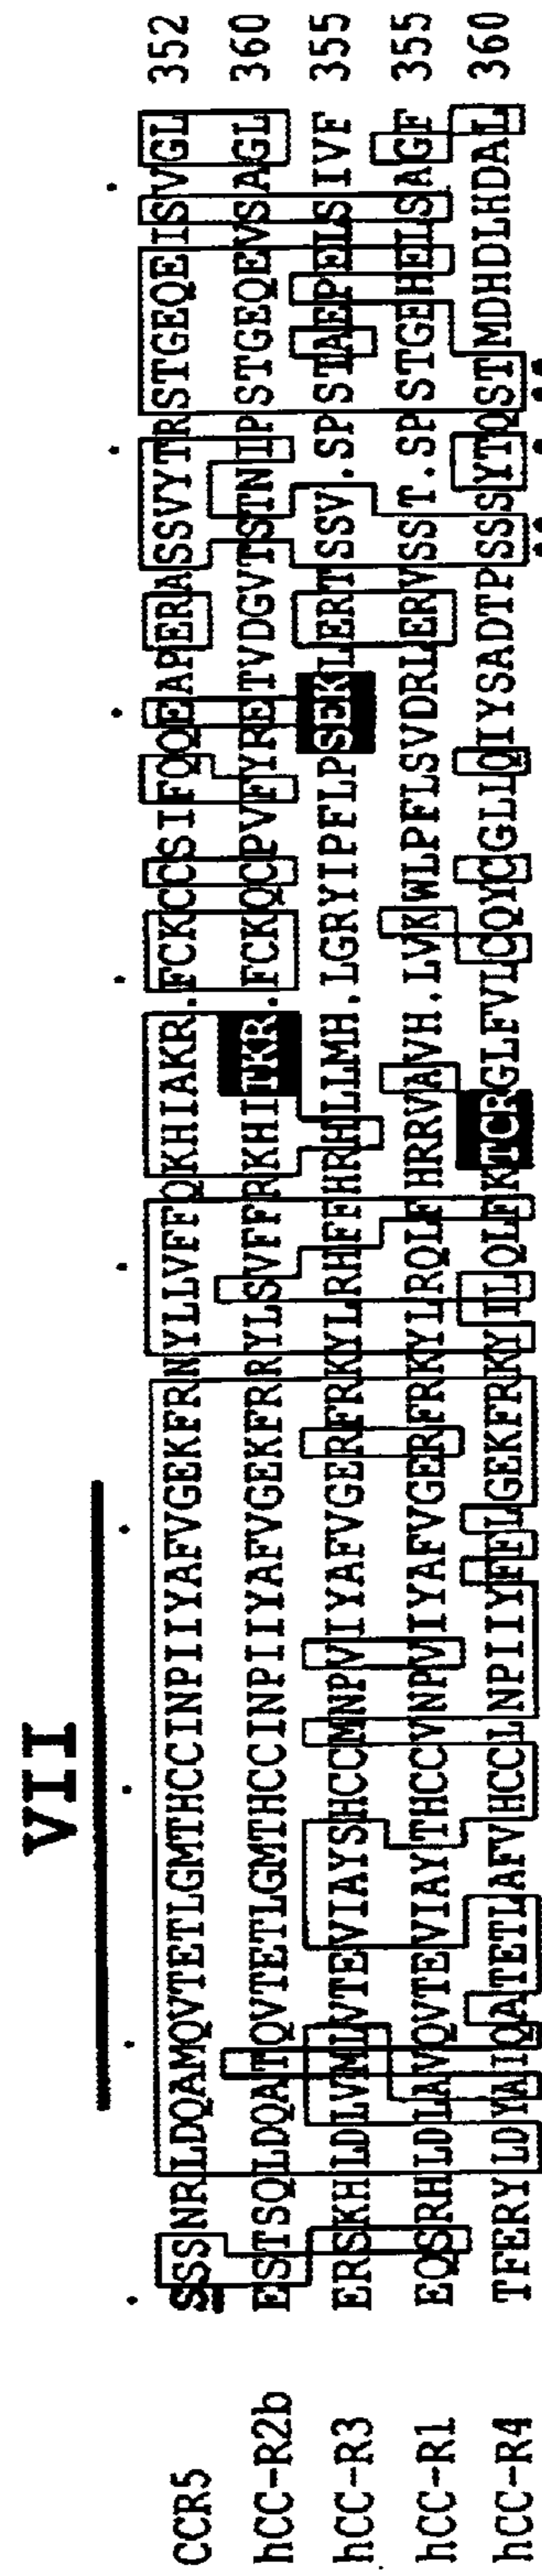 VII
CCR5 SSSNRLDQAMQVTETLGMTHCCINPIIYAFVGEKFRNYLLVFFQKHIAKR.FCKCCSIFQQEAPERASSVYTRSTGEQEISVGL 352
hCC-R2b ESTSQLDQATQVTETLGMTHCCINPIIYAFVGEKFRRYLSVFFRKHITKR.FCKQCPVFYRETVDGVTSTNIPSTGEQEVSAGL 360
hCC-R3 ERSKHLDLVMLVTEVIAYSHCCMNPVIYAFVGERFRKYLRHFFHRHLLMH.LGRYIPFLPSEKLERTSSV.SPSTAEPELSIVF 355
hCC-R1 EQSRHLDLAVQVTEVIAYTHCCVNPVIYAFVGERFRKYLRQLFHRRVAVH.LVKWLPFLSVDRLERVSST.SPSTGEHELSAGF 355
hCC-R4 TFERYLDYAIQATETLAFVHCCLNPIIYFFLGEKFRKYILQLFKTCRGLFVLCQYCGLLQIYSADTPSSSYTQSTMDHDLHDAL 360